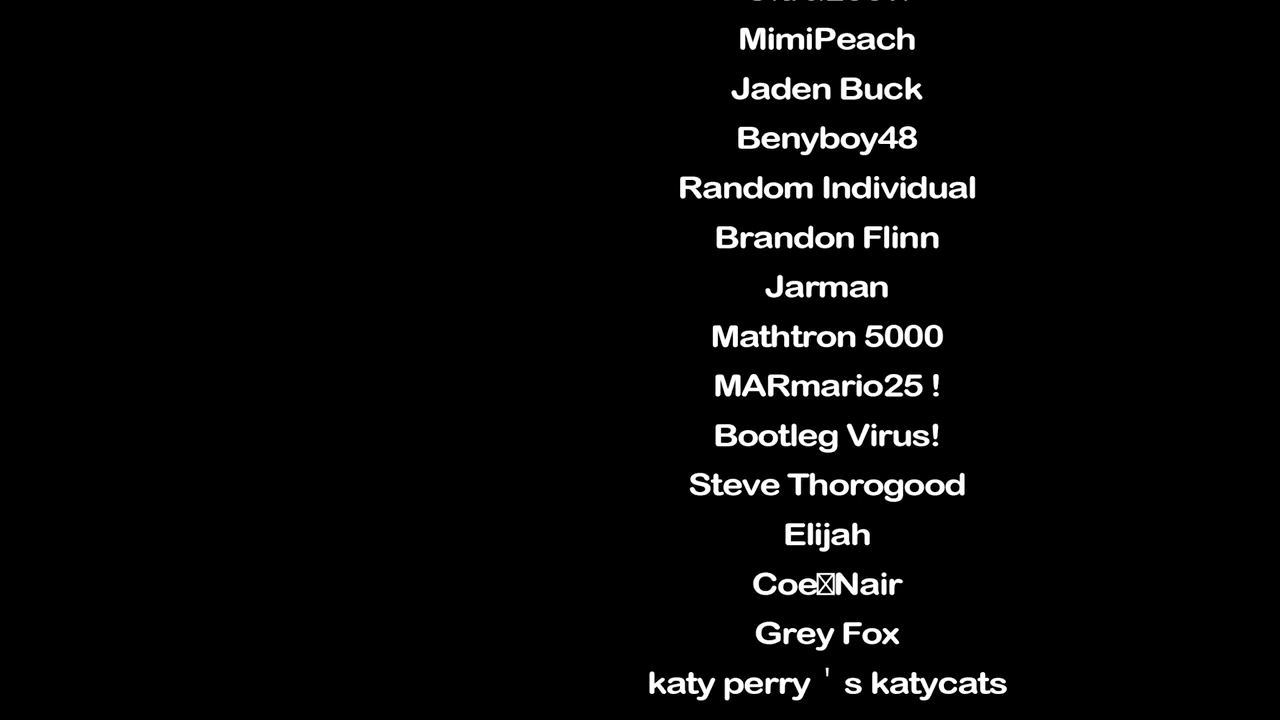 MimiPeach
Jaden Buck
Benyboy48
Random Individual
Brandon Flinn
Jarman
Mathtron 5000
MARmario25 !
Bootleg Virus!
Steve Thorogood
Elijah
Coe□Nair
Grey Fox
katy perry ＇s katycats